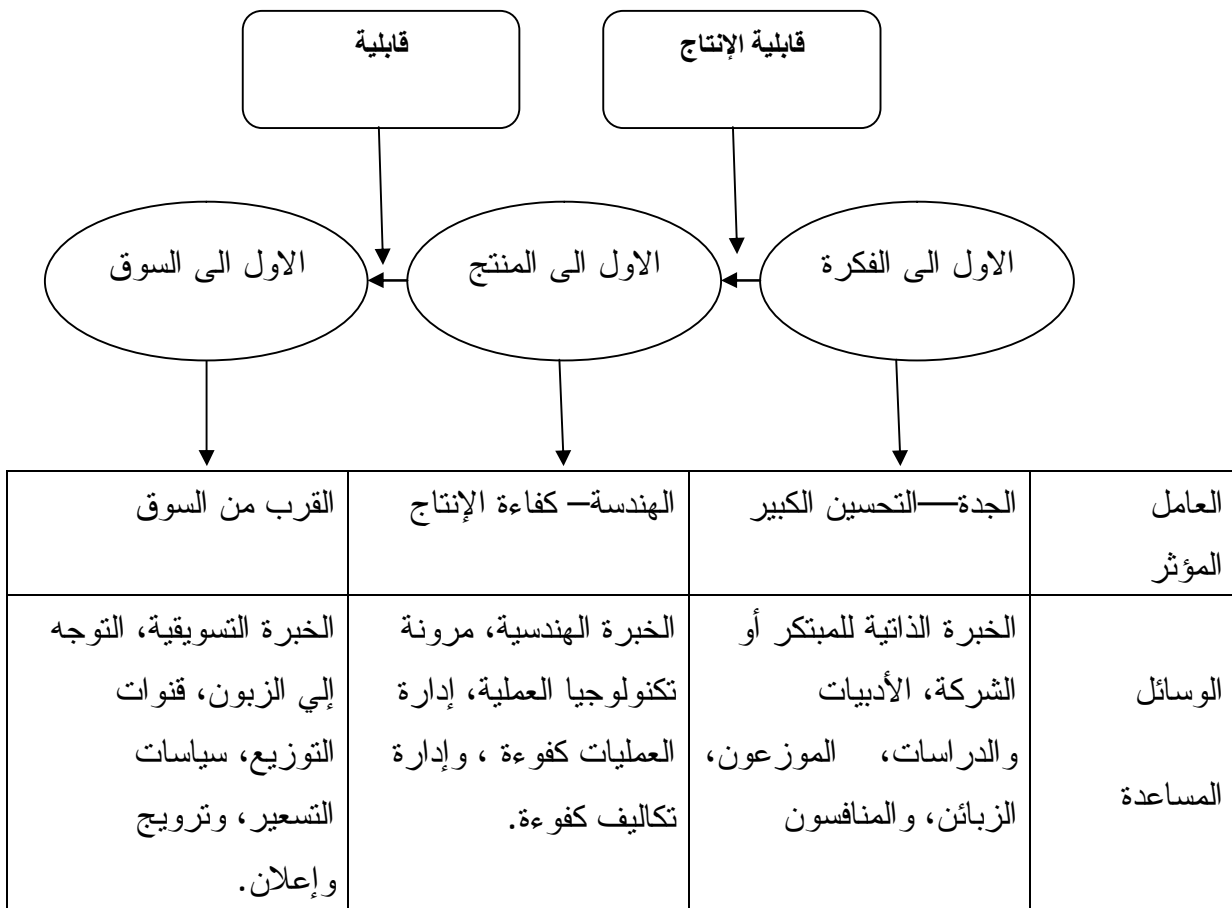 قابلية الإنتاج
قابلية
الاول الى الفكرة
الاول الى المنتج
الاول الى السوق
العامل
المؤثر
الجدة—التحسين الكبير
الهندسة– كفاءة الإنتاج
القرب من السوق
الوسائل
المساعدة
الخبرة الذاتية للمبتكر أو
الشركة، الأدبيات
والدراسات، الموزعون،
الزبائن، والمنافسون
الخبرة الهندسية، مرونة
تكنولوجيا العملية، إدارة
العمليات كفوءة ، وإدارة
تكاليف كفوءة.
الخبرة التسويقية، التوجه
إلي الزبون، قنوات
التوزيع، سياسات
التسعير، وترويج
وإعلان.